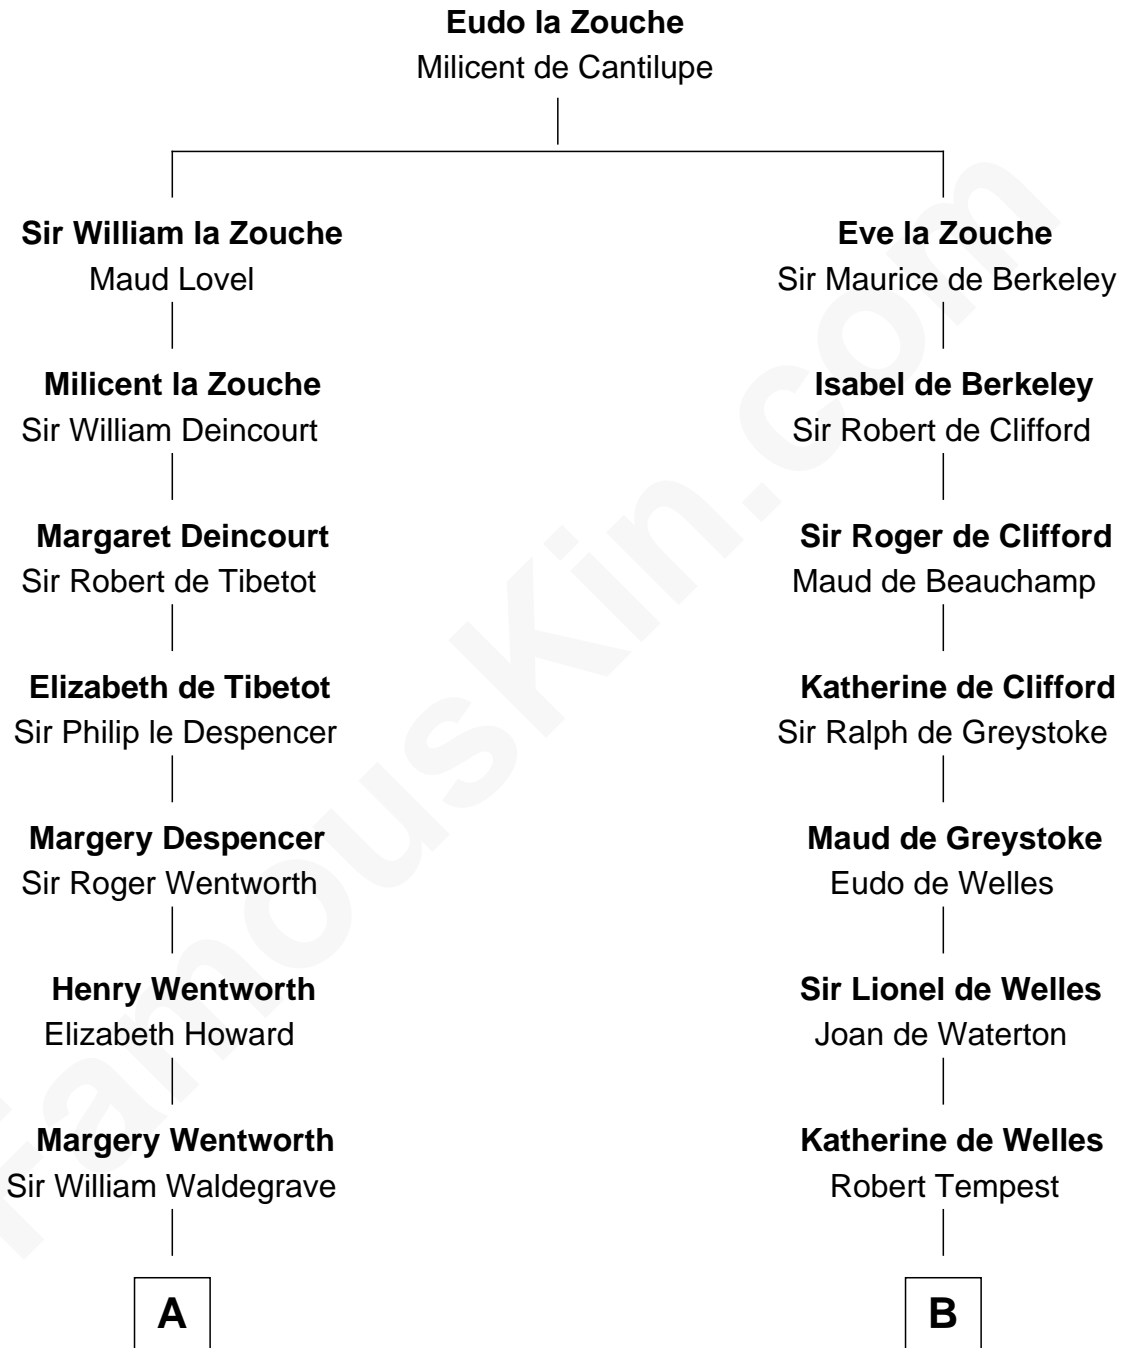 Eudo la Zouche
Milicent de Cantilupe
Sir William la Zouche
Maud Lovel
Eve la Zouche
Sir Maurice de Berkeley
Milicent la Zouche
Sir William Deincourt
Isabel de Berkeley
Sir Robert de Clifford
Margaret Deincourt
Sir Robert de Tibetot
Sir Roger de Clifford
Maud de Beauchamp
Elizabeth de Tibetot
Sir Philip le Despencer
Katherine de Clifford
Sir Ralph de Greystoke
Margery Despencer
Sir Roger Wentworth
Maud de Greystoke
Eudo de Welles
Henry Wentworth
Elizabeth Howard
Sir Lionel de Welles
Joan de Waterton
Margery Wentworth
Sir William Waldegrave
Katherine de Welles
Robert Tempest
A
B
FamousKin.com